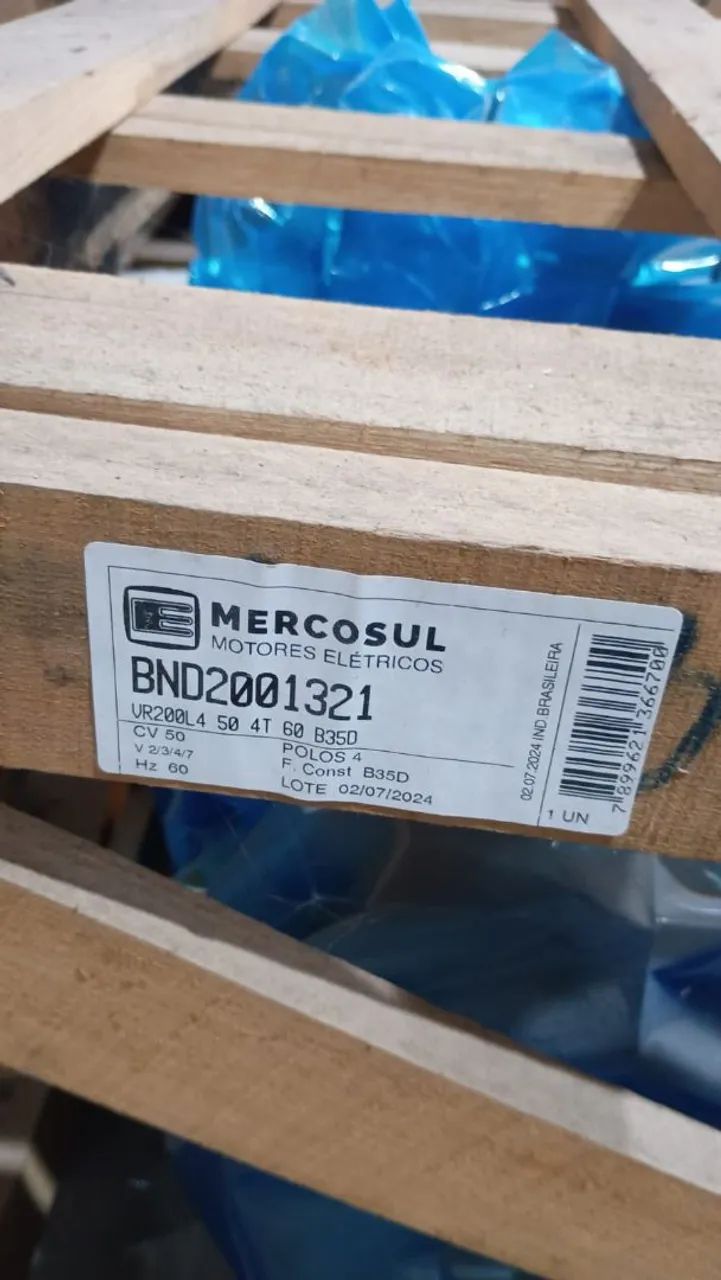 MERCOSUL
MOTORES ELÉTRICOS
BND2001321
VR200L4 50 4T 60 B35D
CV 50
V 2/3/4/7
Hz 60
POLOS 4
F. Const B35D
LOTE 02/07/2024
02.07.2024 IND BRASILEIRA
1 UN
7899621366700